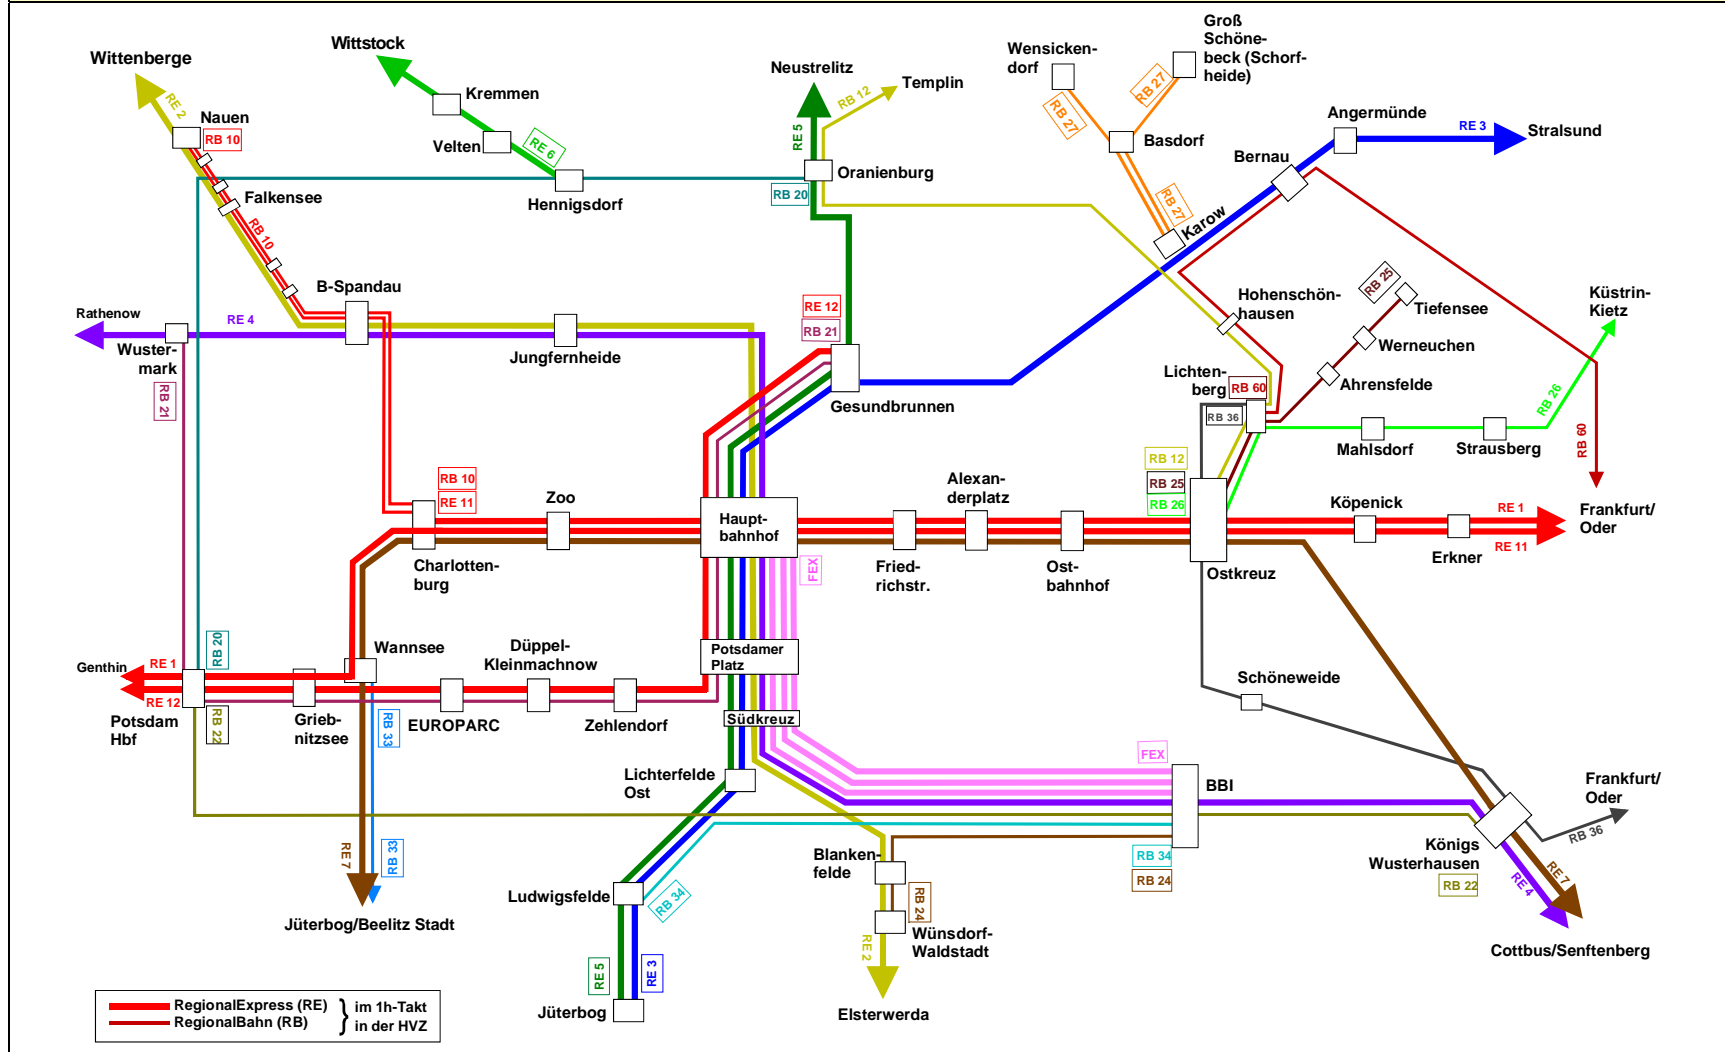 Wittenberge
RE 2
Nauen
RB 10
Falkensee
RB 10
Wittstock
Kremmen
Velten
RE 6
Hennigsdorf
Neustrelitz
RE 5
RB 12
Templin
Oranienburg
RB 20
Wensicken-
dorf
Groß
Schöne-
beck (Schorf-
heide)
RB 27
RB 27
Basdorf
RB 27
Karow
Angermünde
RE 3
Stralsund
Bernau
B-Spandau
Rathenow
RE 4
Wuster-
mark
RB 21
Jungfernheide
RE 12
RB 21
Gesundbrunnen
Hohenschön-
hausen
RB 25
Tiefensee
Werneuchen
Ahrensfelde
Küstrin-
Kietz
RB 26
Lichten-
berg
RB 60
RB 36
Mahlsdorf
Strausberg
RB 60
RB 12
RB 25
RB 26
RB 10
RE 11
Zoo
Haupt-
bahnhof
Alexan-
derplatz
Köpenick
RE 1
Frankfurt/
Oder
RE 11
Erkner
Charlotten-
burg
FEX
Fried-
richstr.
Ost-
bahnhof
Ostkreuz
Genthin
RE 1
RE 12
RB 20
Potsdam
Hbf
RB 22
Grieb-
nitzsee
Wannsee
RB 33
EUROPARC
Düppel-
Kleinmachnow
Zehlendorf
Potsdamer
Platz
Südkreuz
Schöneweide
Lichterfelde
Ost
FEX
BBI
Frankfurt/
Oder
RB 36
RE 7
RB 33
Jüterbog/Beelitz Stadt
Ludwigsfelde
RB 34
Blanken-
felde
RB 24
RB 34
RB 24
Königs
Wusterhausen
RB 22
RE 4
RE 7
Cottbus/Senftenberg
Wünsdorf-
Waldstadt
RE 2
Elsterwerda
RE 5
RE 3
Jüterbog
RegionalExpress (RE)
RegionalBahn (RB)
} im 1h-Takt
in der HVZ